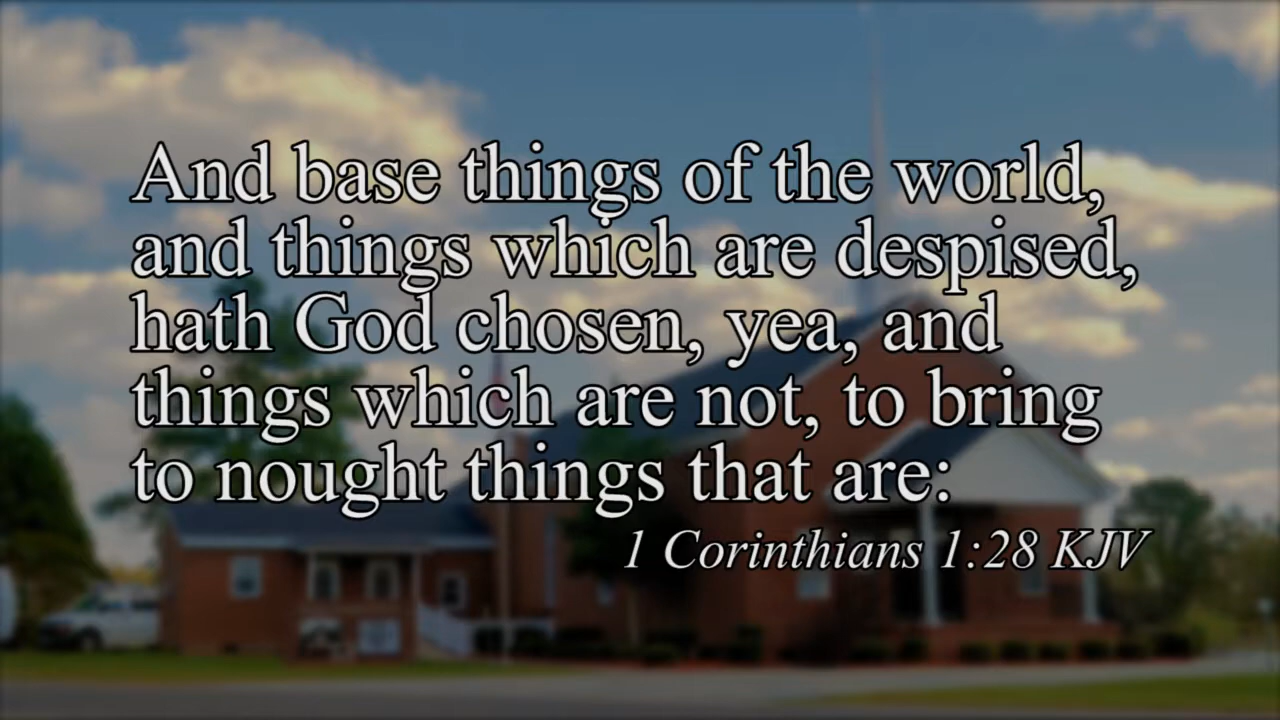 And base things of the world,
and things which are despised,
hath God chosen, yea, and
things which are not, to bring
to nought things that are:
1 Corinthians 1:28 KJV